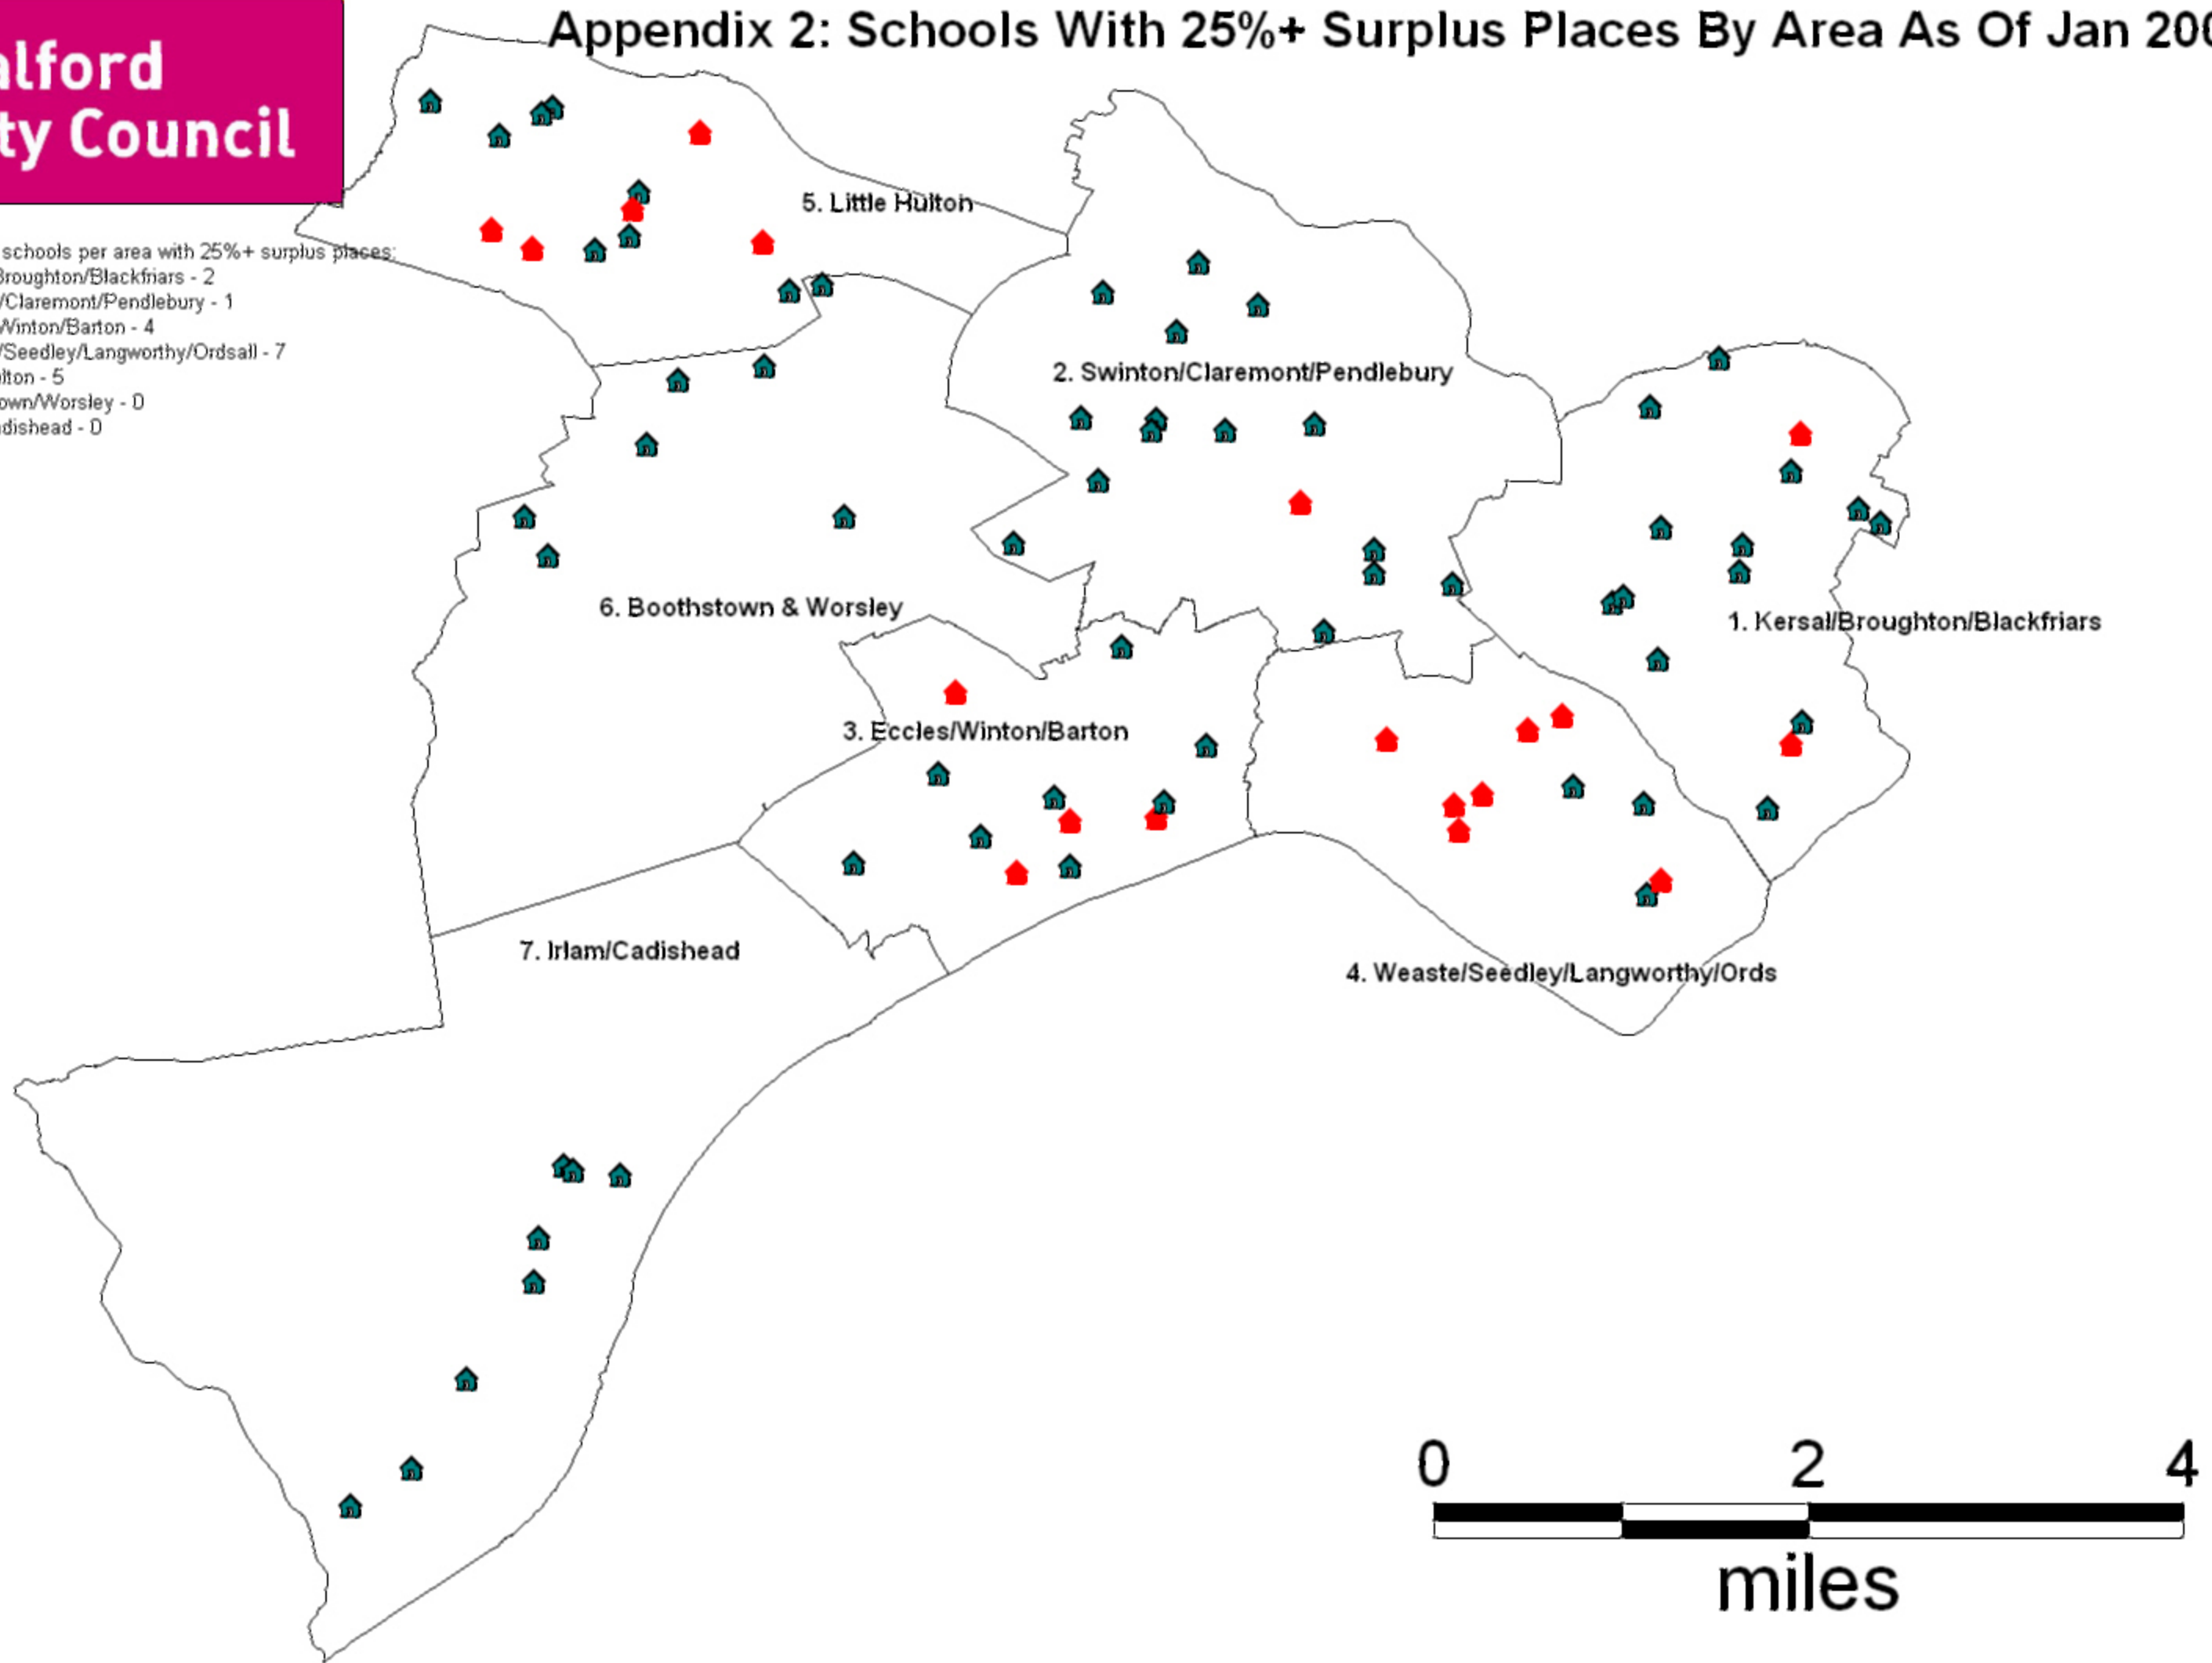 Appendix 2: Schools With 25%+ Surplus Places By Area As Of Jan 200
alford
ty Council
schools per area with 25%+ surplus places:
Broughton/Blackfriars - 2
/Claremont/Pendlebury - 1
Winton/Barton - 4
/Seedley/Langworthy/Ordsall - 7
lton - 5
own/Worsley - 0
adishead - 0
5. Little Hulton
2. Swinton/Claremont/Pendlebury
6. Boothstown & Worsley
1. Kersal/Broughton/Blackfriars
3. Eccles/Winton/Barton
7. Irlam/Cadishead
4. Weaste/Seedley/Langworthy/Ords
0 2 4
miles